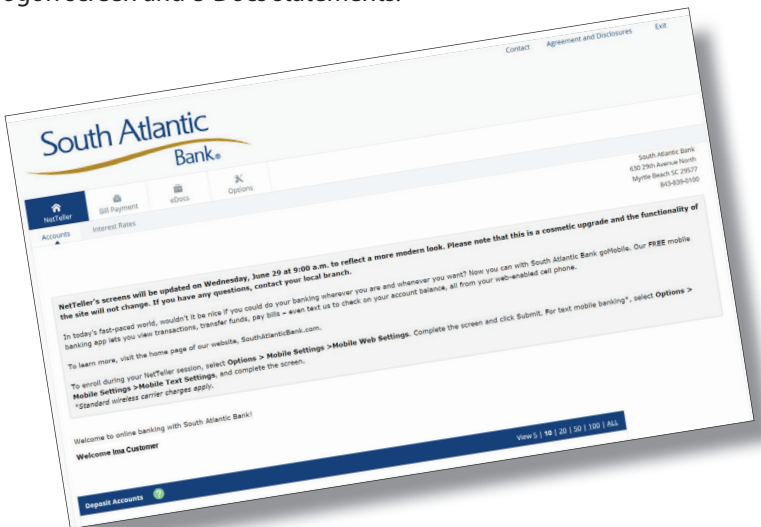 ogon screen and e-Docs statements.
Contact Agreement and Disclosures Exit
South Atlantic
Bank®
NetTeller Bill Payment eDocs Options
South Atlantic Bank
630 29th Avenue North
Myrtle Beach SC 29577
843-839-0100
Accounts Interest Rates
NetTeller's screens will be updated on Wednesday, June 29 at 9:00 a.m. to reflect a more modern look. Please note that this is a cosmetic upgrade and the functionality of
the site will not change. If you have any questions, contact your local branch.
In today's fast-paced world, wouldn't it be nice if you could do your banking wherever you are and whenever you want? Now you can with South Atlantic Bank goMobile. Our FREE mobile
banking app lets you view transactions, transfer funds, pay bills – even text us to check on your account balance, all from your web-enabled cell phone.
To learn more, visit the home page of our website, SouthAtlanticBank.com.
To enroll during your NetTeller session, select Options > Mobile Settings >Mobile Web Settings. Complete the screen and click Submit. For text mobile banking*, select Options >
Mobile Settings >Mobile Text Settings, and complete the screen.
*Standard wireless carrier charges apply.
Welcome to online banking with South Atlantic Bank!
Welcome Ima Customer
Deposit Accounts ? View 5 | 10 | 20 | 50 | 100 | ALL